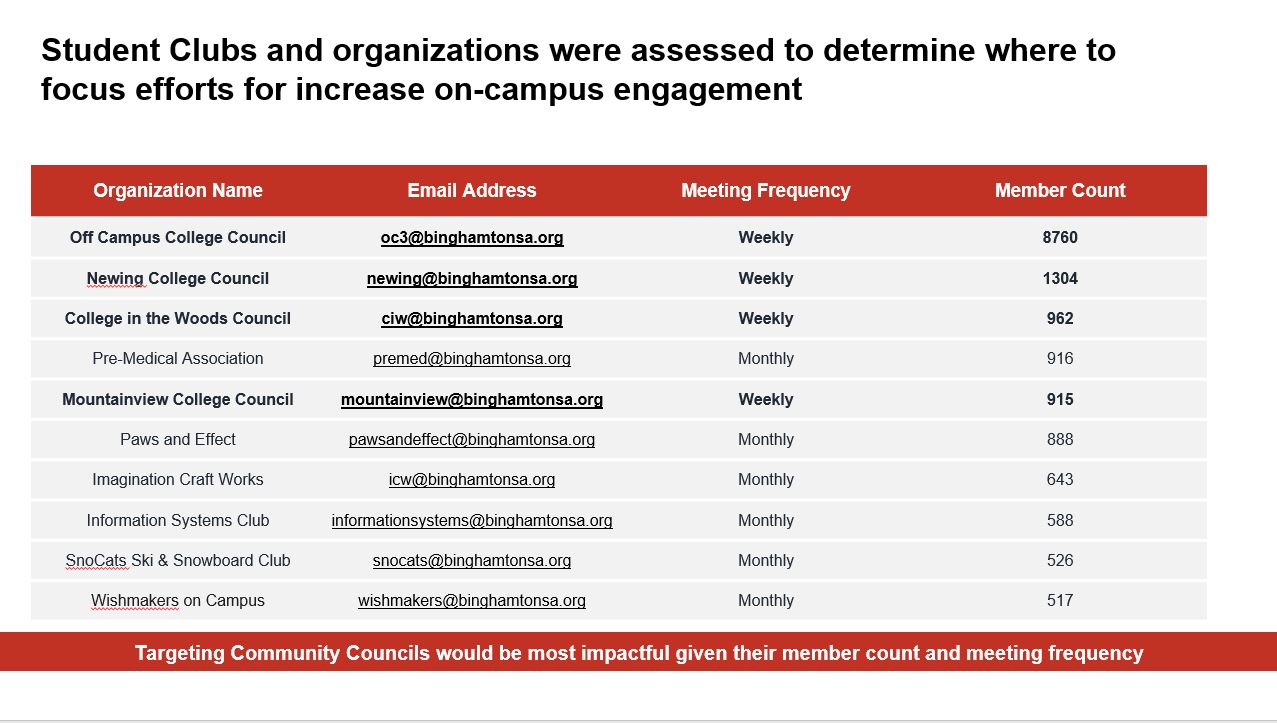 Student Clubs and organizations were assessed to determine where to
focus efforts for increase on-campus engagement
Organization Name Email Address Meeting Frequency Member Count
Off Campus College Council oc3@binghamtonsa.org Weekly 8760
Newing College Council newing@binghamtonsa.org Weekly 1304
College in the Woods Council ciw@binghamtonsa.org Weekly 962
Pre-Medical Association premed@binghamtonsa.org Monthly 916
Mountainview College Council mountainview@binghamtonsa.org Weekly 915
Paws and Effect pawsandeffect@binghamtonsa.org Monthly 888
Imagination Craft Works icw@binghamtonsa.org Monthly 643
Information Systems Club informationsystems@binghamtonsa.org Monthly 588
SnoCats Ski & Snowboard Club snocats@binghamtonsa.org Monthly 526
Wishmakers on Campus wishmakers@binghamtonsa.org Monthly 517
Targeting Community Councils would be most impactful given their member count and meeting frequency